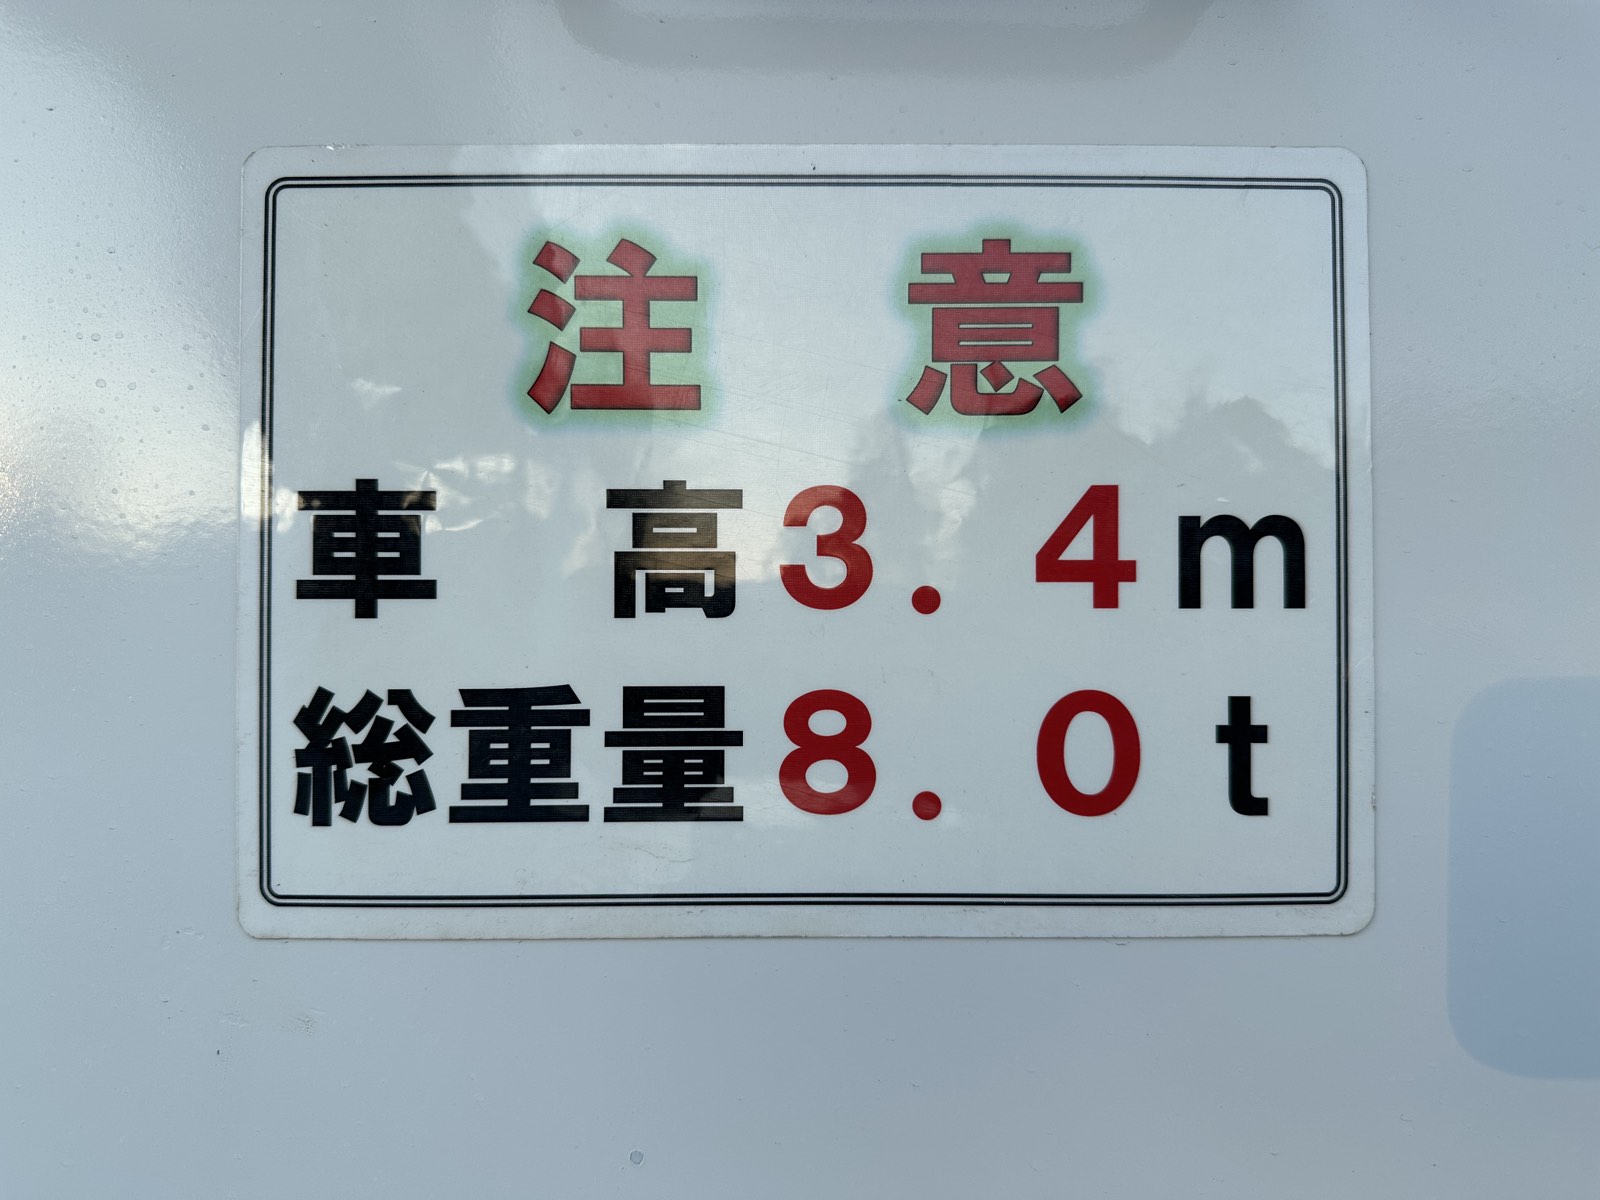 注　意
車　高3.4m
総重量8.0t